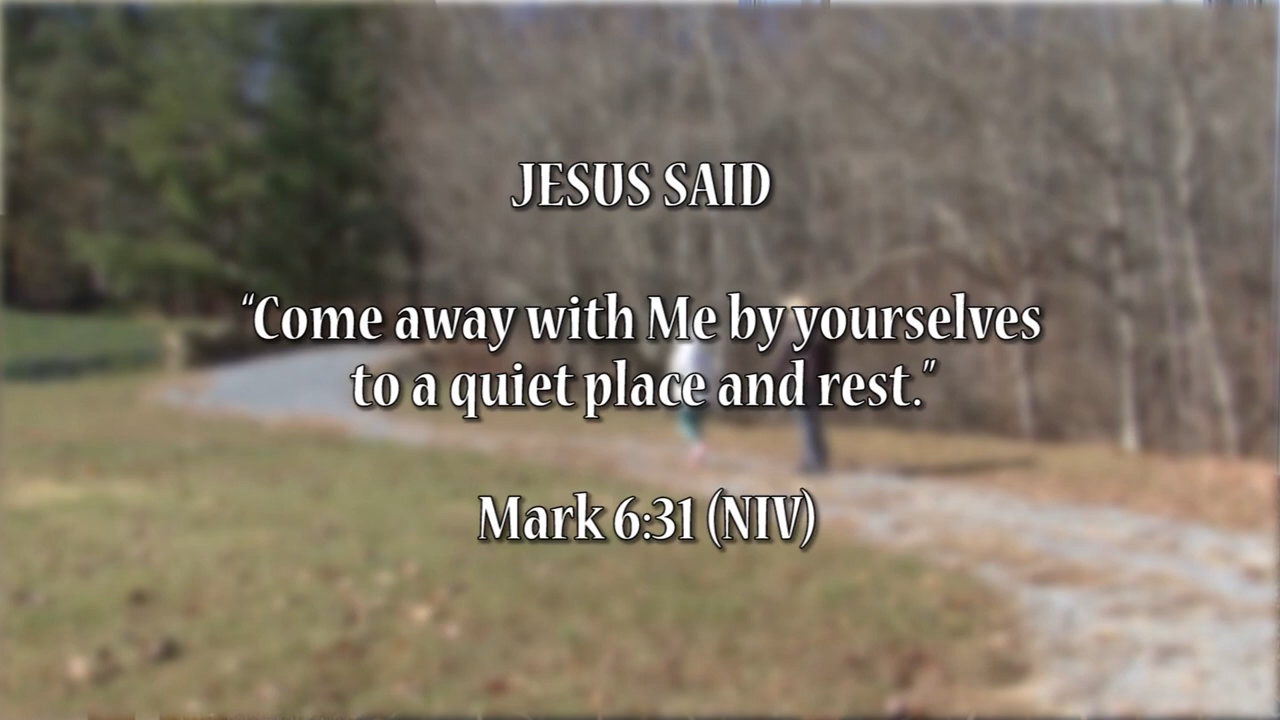 JESUS SAID
“Come away with Me by yourselves
to a quiet place and rest.”
Mark 6:31 (NIV)